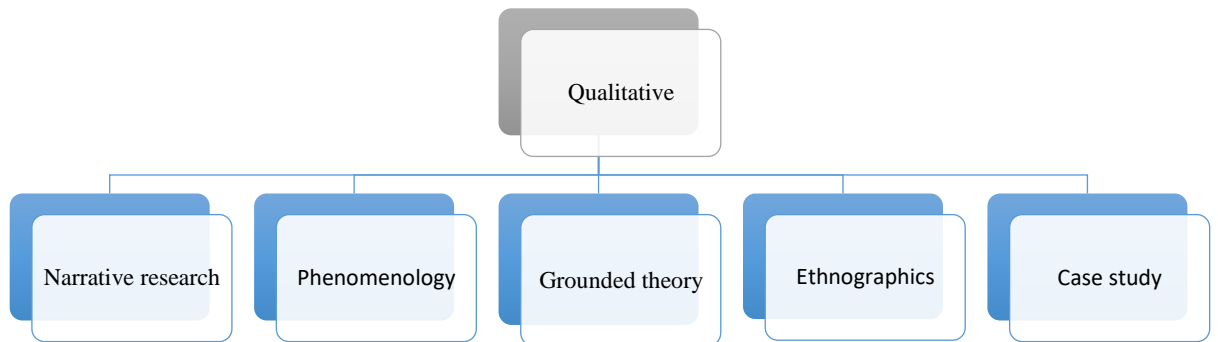 Qualitative
Narrative research
Phenomenology
Grounded theory
Ethnographics
Case study